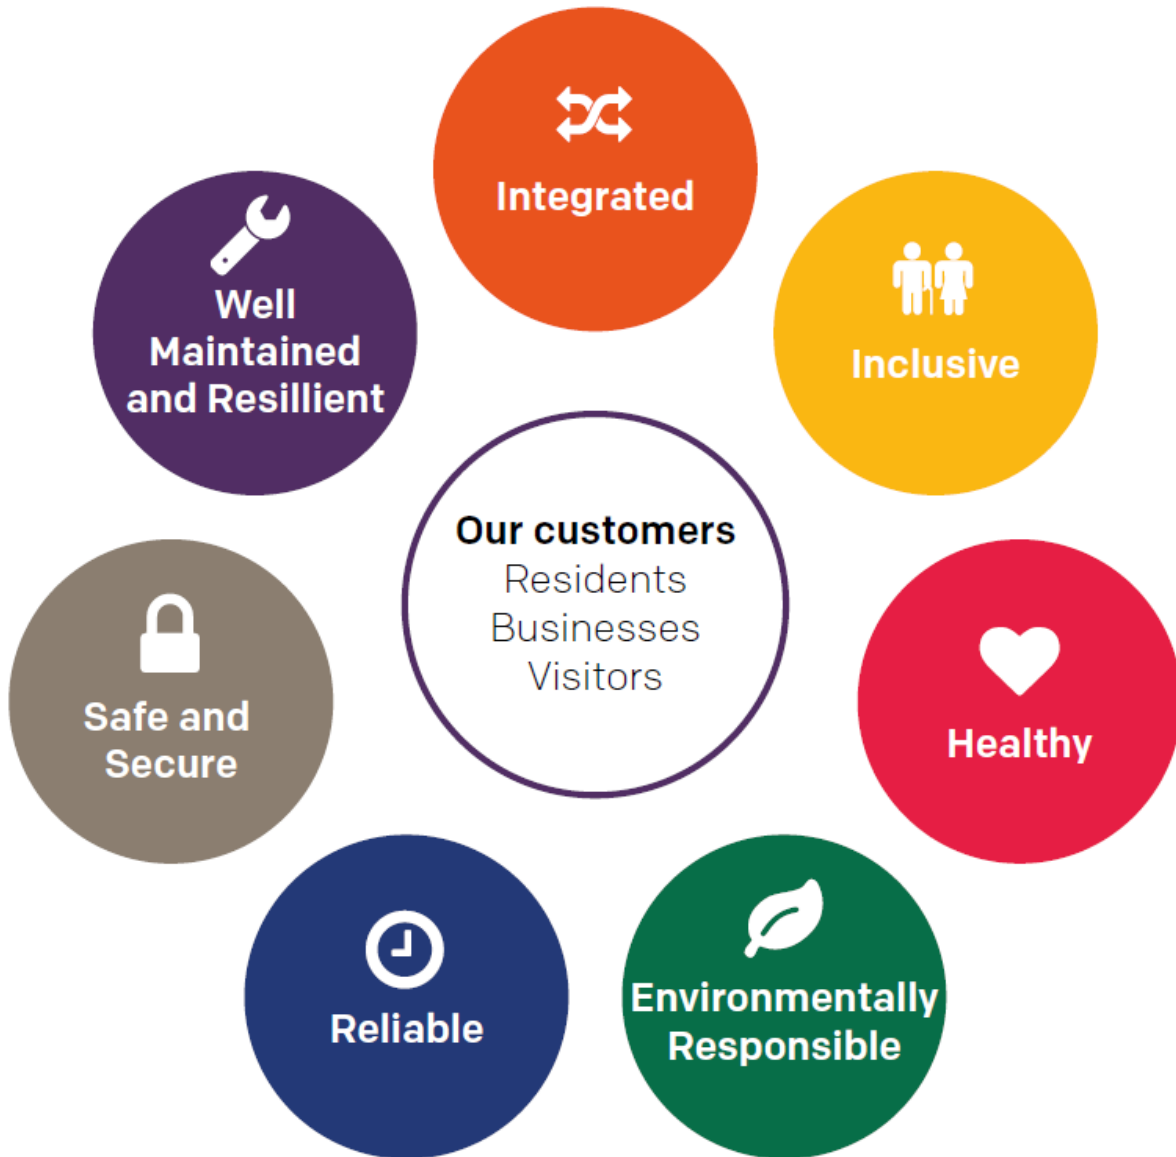 Integrated
Inclusive
Healthy
Environmentally
Responsible
Reliable
Safe and
Secure
Well
Maintained
and Resillient
Our customers
Residents
Businesses
Visitors